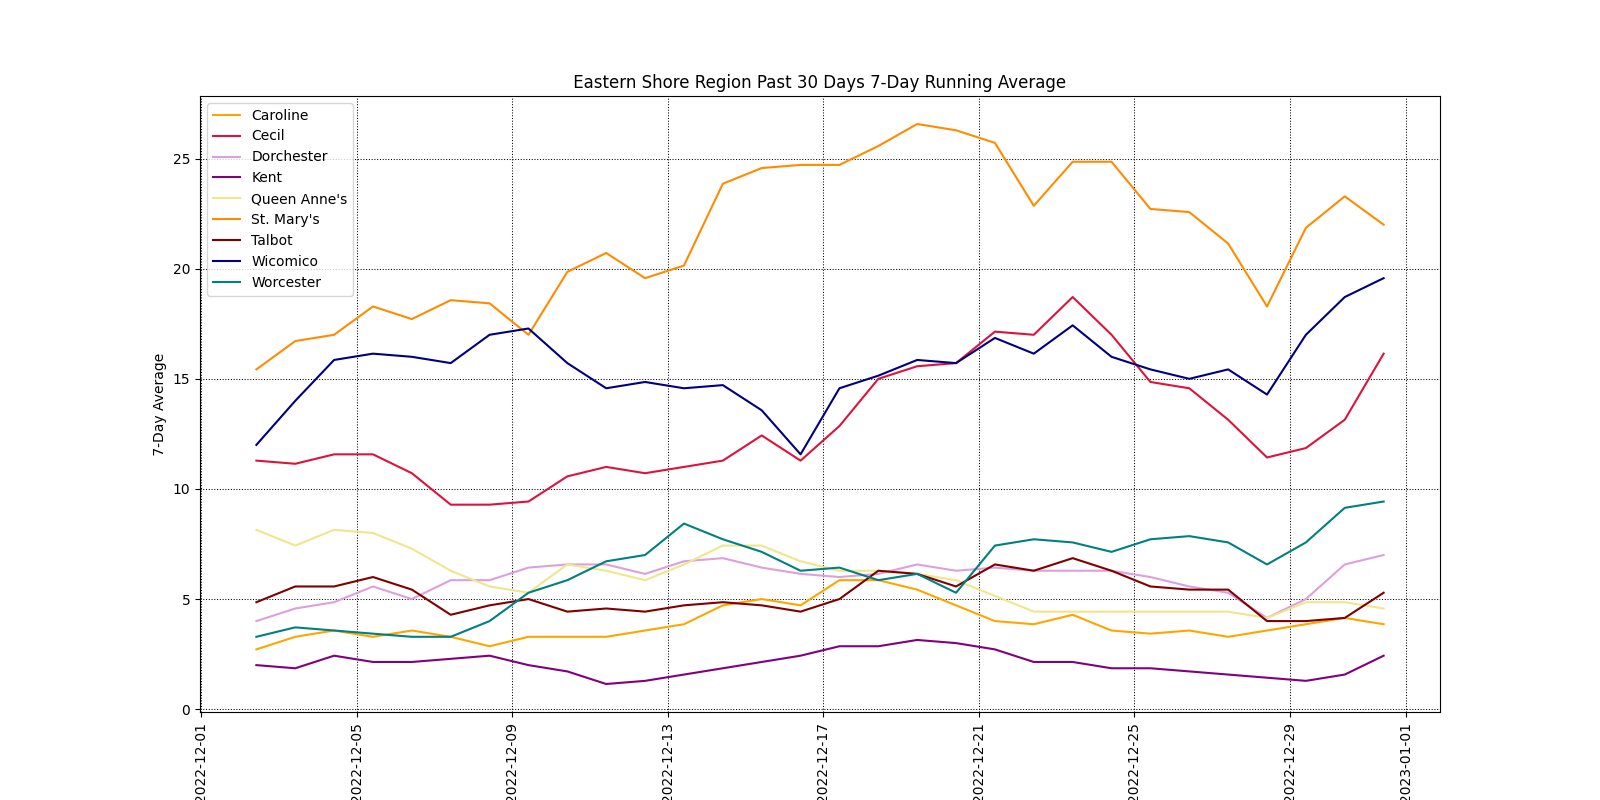 Eastern Shore Region Past 30 Days 7-Day Running Average
Caroline
Cecil
Dorchester
Kent
Queen Anne's
St. Mary's
Talbot
Wicomico
Worcester
25
20
15
10
5
0
7-Day Average
2022-12-01
2022-12-05
2022-12-09
2022-12-13
2022-12-17
2022-12-21
2022-12-25
2022-12-29
2023-01-01